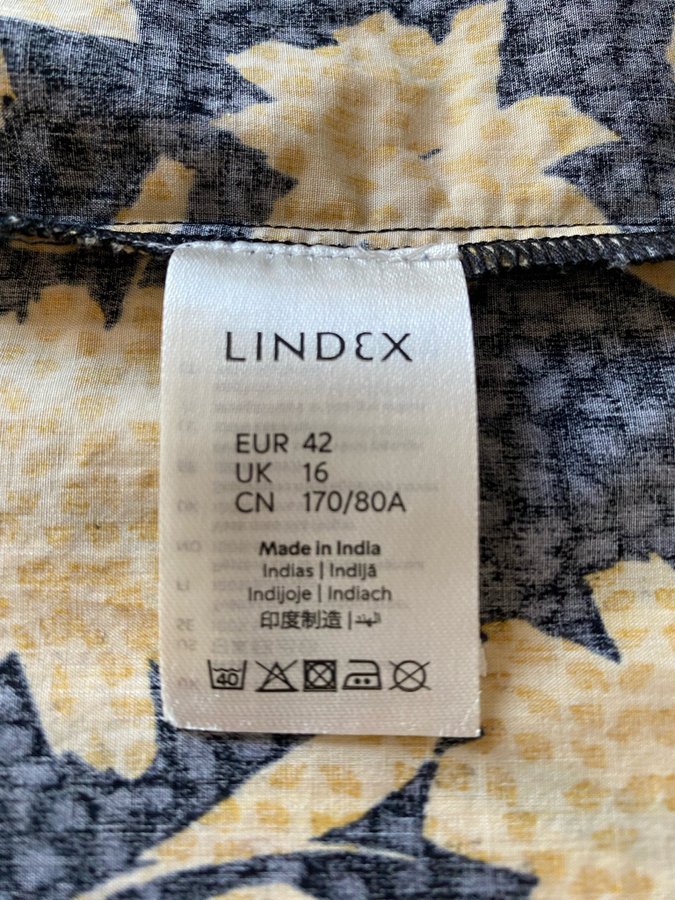 LINDEX
EUR 42
UK 16
CN 170/80A
Made in India
Indias | Indijā
Indijoje | Indiach
印度制造 | الهند
40